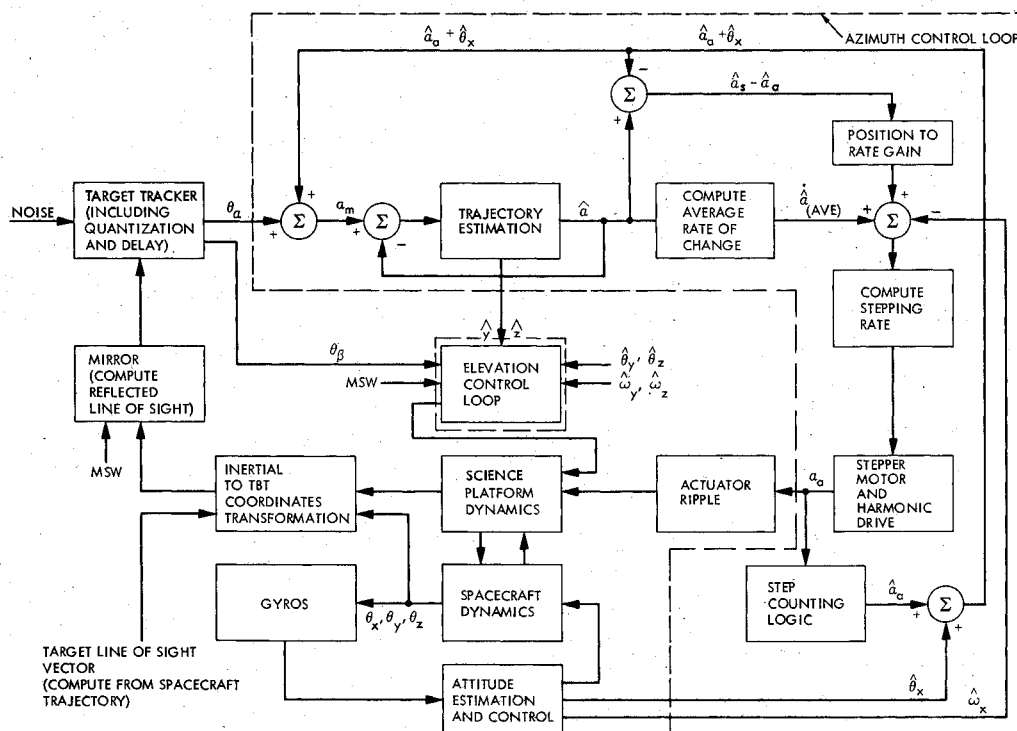 AZIMUTH CONTROL LOOP
â_a + θ̂_x
â_a + θ̂_x
−
Σ
+
â_s − â_a
POSITION TO
RATE GAIN
NOISE
TARGET TRACKER
(INCLUDING
QUANTIZATION
AND DELAY)
θ_a
+
+
Σ
a_m
+
Σ
−
TRAJECTORY
ESTIMATION
â
COMPUTE
AVERAGE
RATE OF
CHANGE
â̇
(AVE)
+
+
Σ
−
COMPUTE
STEPPING
RATE
ŷ ẑ
θ_β
MSW
ELEVATION
CONTROL
LOOP
θ̂_y, θ̂_z
ω̂_y, ω̂_z
MIRROR
(COMPUTE
REFLECTED
LINE OF SIGHT)
MSW
INERTIAL
TO TBT
COORDINATES
TRANSFORMATION
SCIENCE
PLATFORM
DYNAMICS
ACTUATOR
RIPPLE
a_a
STEPPER
MOTOR
AND
HARMONIC
DRIVE
GYROS
θ_x, θ_y, θ_z
SPACECRAFT
DYNAMICS
STEP
COUNTING
LOGIC
â_a
+
Σ
+
TARGET LINE OF SIGHT
VECTOR
(COMPUTE FROM SPACECRAFT
TRAJECTORY)
ATTITUDE
ESTIMATION
AND CONTROL
θ̂_x
ω̂_x